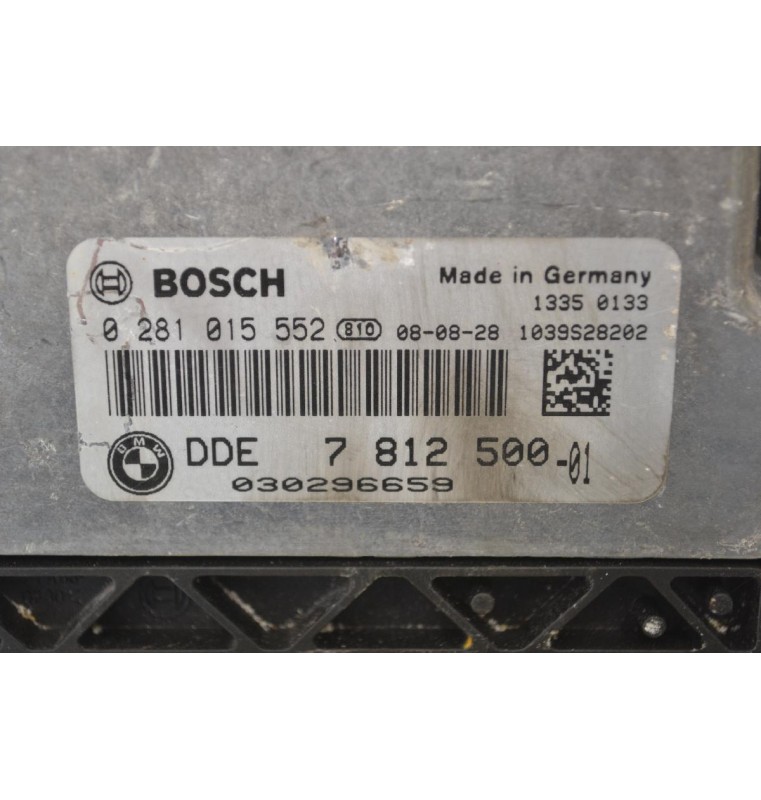 BOSCH Made in Germany
1335 0133
0 281 015 552 810 08-08-28 1039S28202
BMW DDE 7 812 500-01
030296659